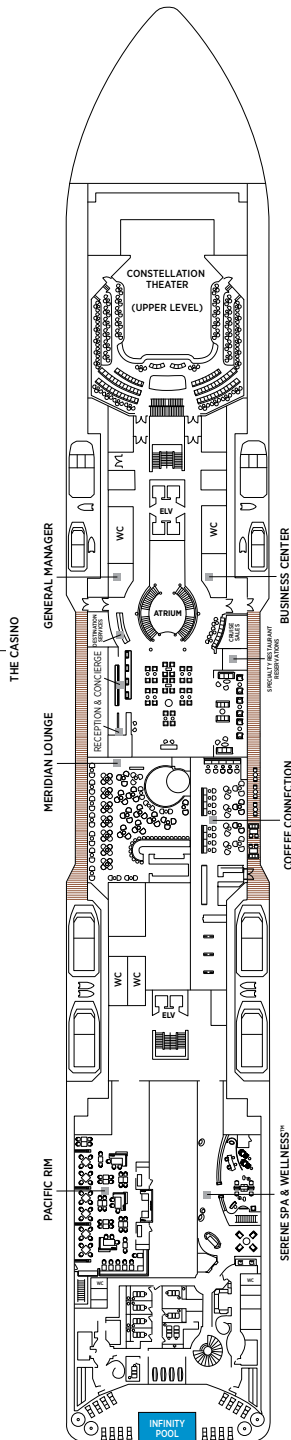 CONSTELLATION
THEATER
(UPPER LEVEL)
ELV
WC
WC
GENERAL MANAGER
BUSINESS CENTER
THE CASINO
ATRIUM
DESTINATION
SERVICES
CRUISE
SALES
RECEPTION & CONCIERGE
SPECIALTY RESTAURANT
RESERVATIONS
MERIDIAN LOUNGE
COFFEE CONNECTION
WC
WC
ELV
PACIFIC RIM
SERENE SPA & WELLNESS™
WC
WC
INFINITY
POOL